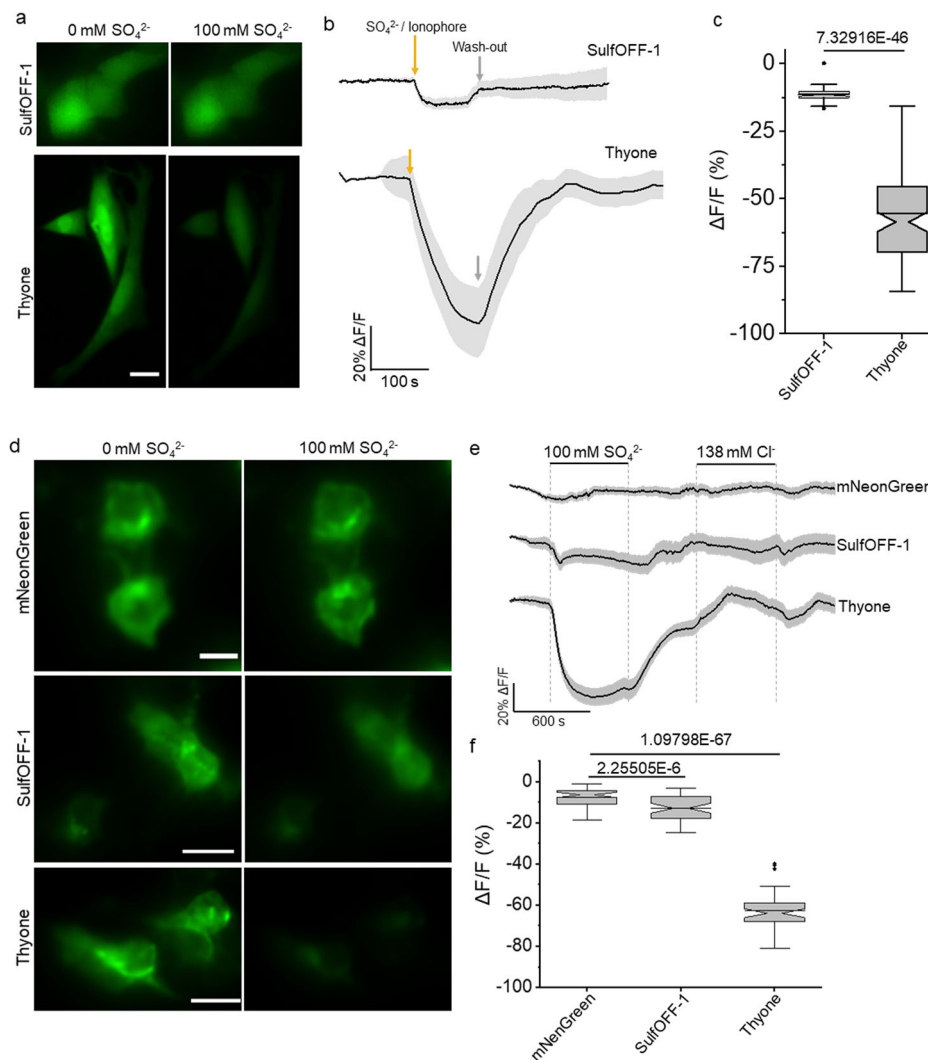 a
0 mM SO₄²⁻
100 mM SO₄²⁻
SulfOFF-1
Thyone
b
SO₄²⁻/ Ionophore
Wash-out
SulfOFF-1
Thyone
20% ΔF/F
100 s
c
7.32916E-46
0
-25
-50
-75
-100
ΔF/F (%)
SulfOFF-1
Thyone
d
0 mM SO₄²⁻
100 mM SO₄²⁻
mNeonGreen
SulfOFF-1
Thyone
e
100 mM SO₄²⁻
138 mM Cl⁻
mNeonGreen
SulfOFF-1
Thyone
20% ΔF/F
600 s
f
1.09798E-67
2.25505E-6
0
-20
-40
-60
-80
-100
ΔF/F (%)
mNenGreen
SulfOFF-1
Thyone